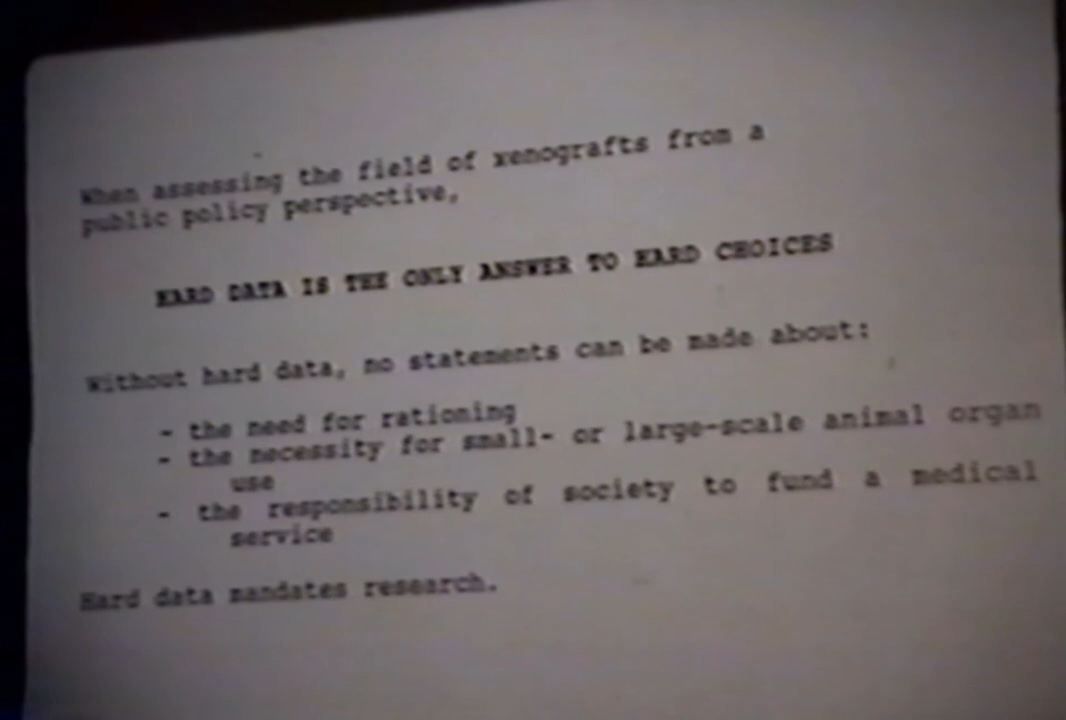 When assessing the field of xenografts from a
public policy perspective,
HARD DATA IS THE ONLY ANSWER TO HARD CHOICES
Without hard data, no statements can be made about:
- the need for rationing
- the necessity for small- or large-scale animal organ
use
- the responsibility of society to fund a medical
service
Hard data mandates research.